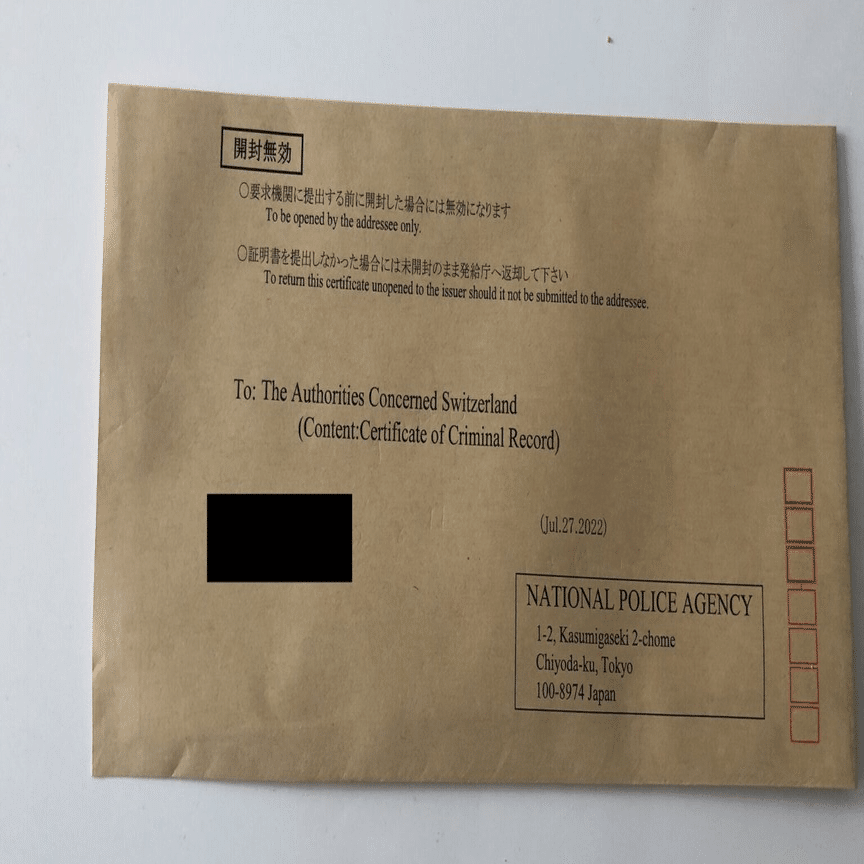 開封無効
○要求機関に提出する前に開封した場合には無効になります
To be opened by the addressee only.
○証明書を提出しなかった場合には未開封のまま発給庁へ返却して下さい
To return this certificate unopened to the issuer should it not be submitted to the addressee.
To: The Authorities Concerned Switzerland
(Content:Certificate of Criminal Record)
(Jul.27.2022)
NATIONAL POLICE AGENCY
1-2, Kasumigaseki 2-chome
Chiyoda-ku, Tokyo
100-8974 Japan